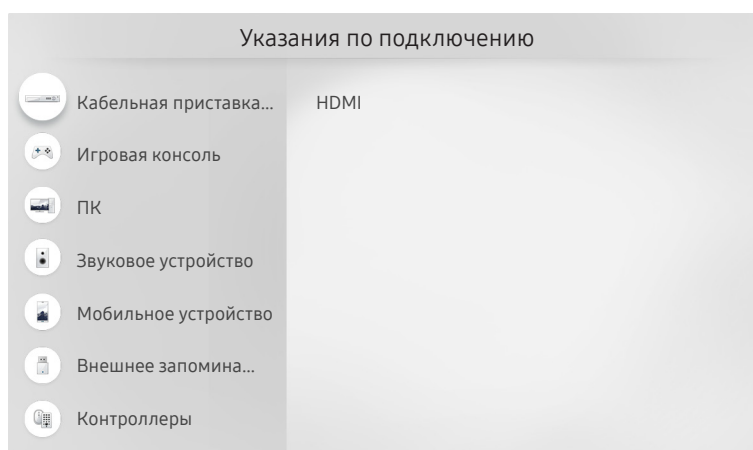 Указания по подключению
Кабельная приставка...
HDMI
Игровая консоль
ПК
Звуковое устройство
Мобильное устройство
Внешнее запомина...
Контроллеры